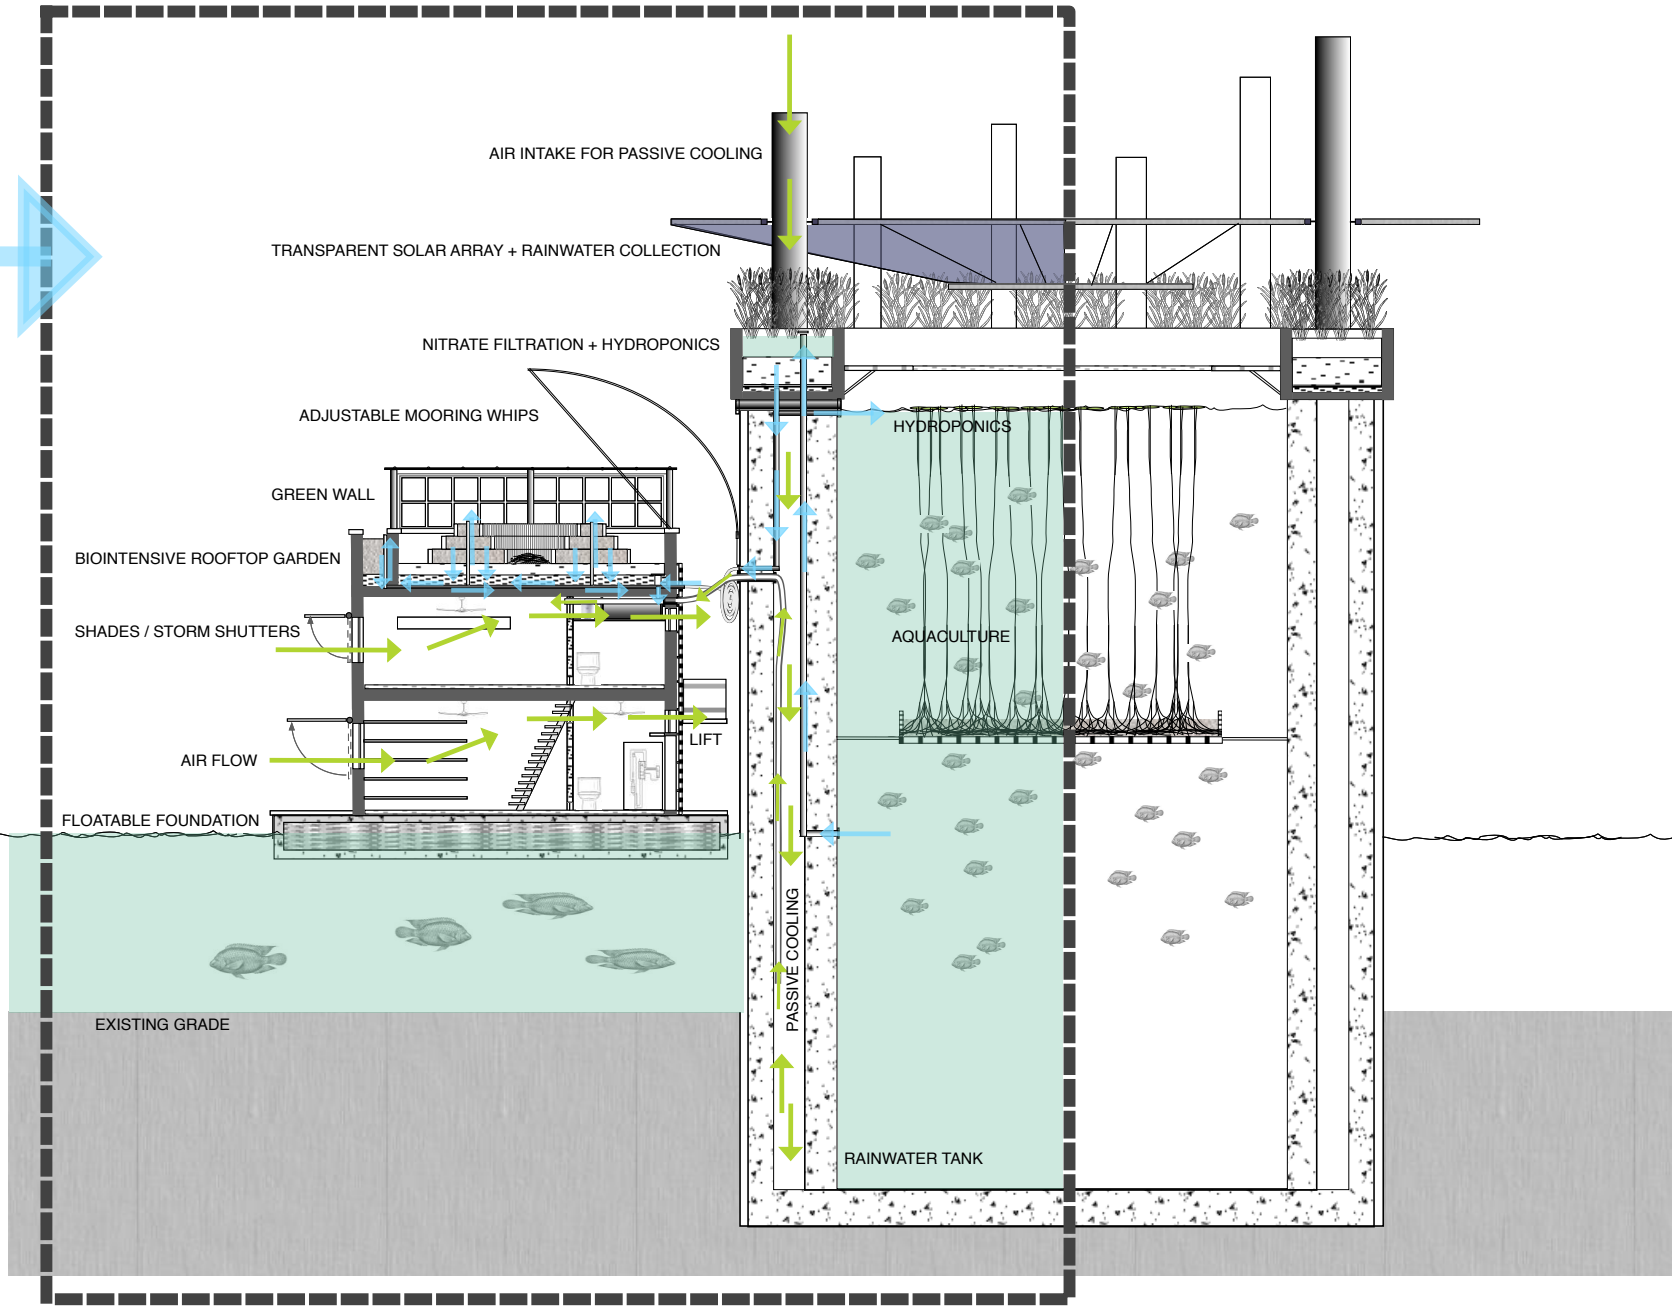 AIR INTAKE FOR PASSIVE COOLING
TRANSPARENT SOLAR ARRAY + RAINWATER COLLECTION
NITRATE FILTRATION + HYDROPONICS
ADJUSTABLE MOORING WHIPS
HYDROPONICS
GREEN WALL
BIOINTENSIVE ROOFTOP GARDEN
SHADES / STORM SHUTTERS
AQUACULTURE
LIFT
AIR FLOW
FLOATABLE FOUNDATION
PASSIVE COOLING
EXISTING GRADE
RAINWATER TANK